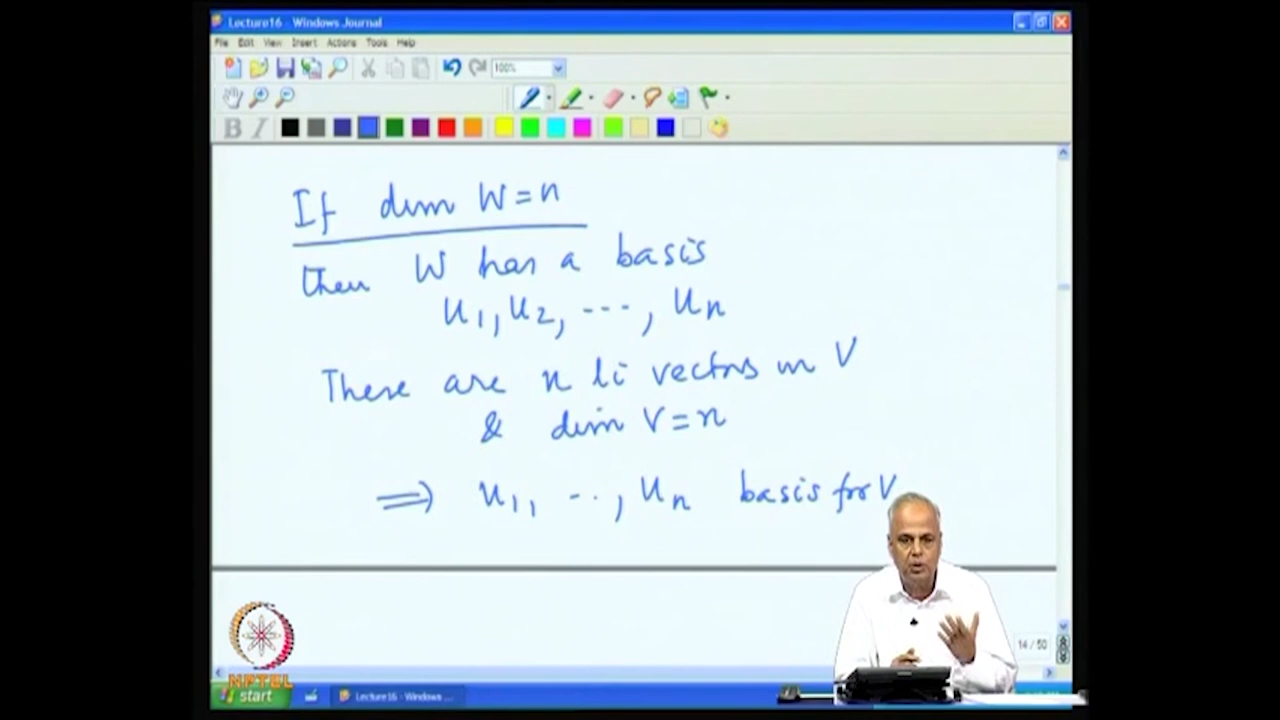 Lecture16 - Windows Journal
File Edit View Insert Actions Tools Help
100%
B I
If dim W = n
then W has a basis
u1, u2, ----, un
There are n li vectors in V
& dim V = n
⟹ u1, -.., un basis for V
14 / 50
NPTEL
start Lecture16 - Windows ...